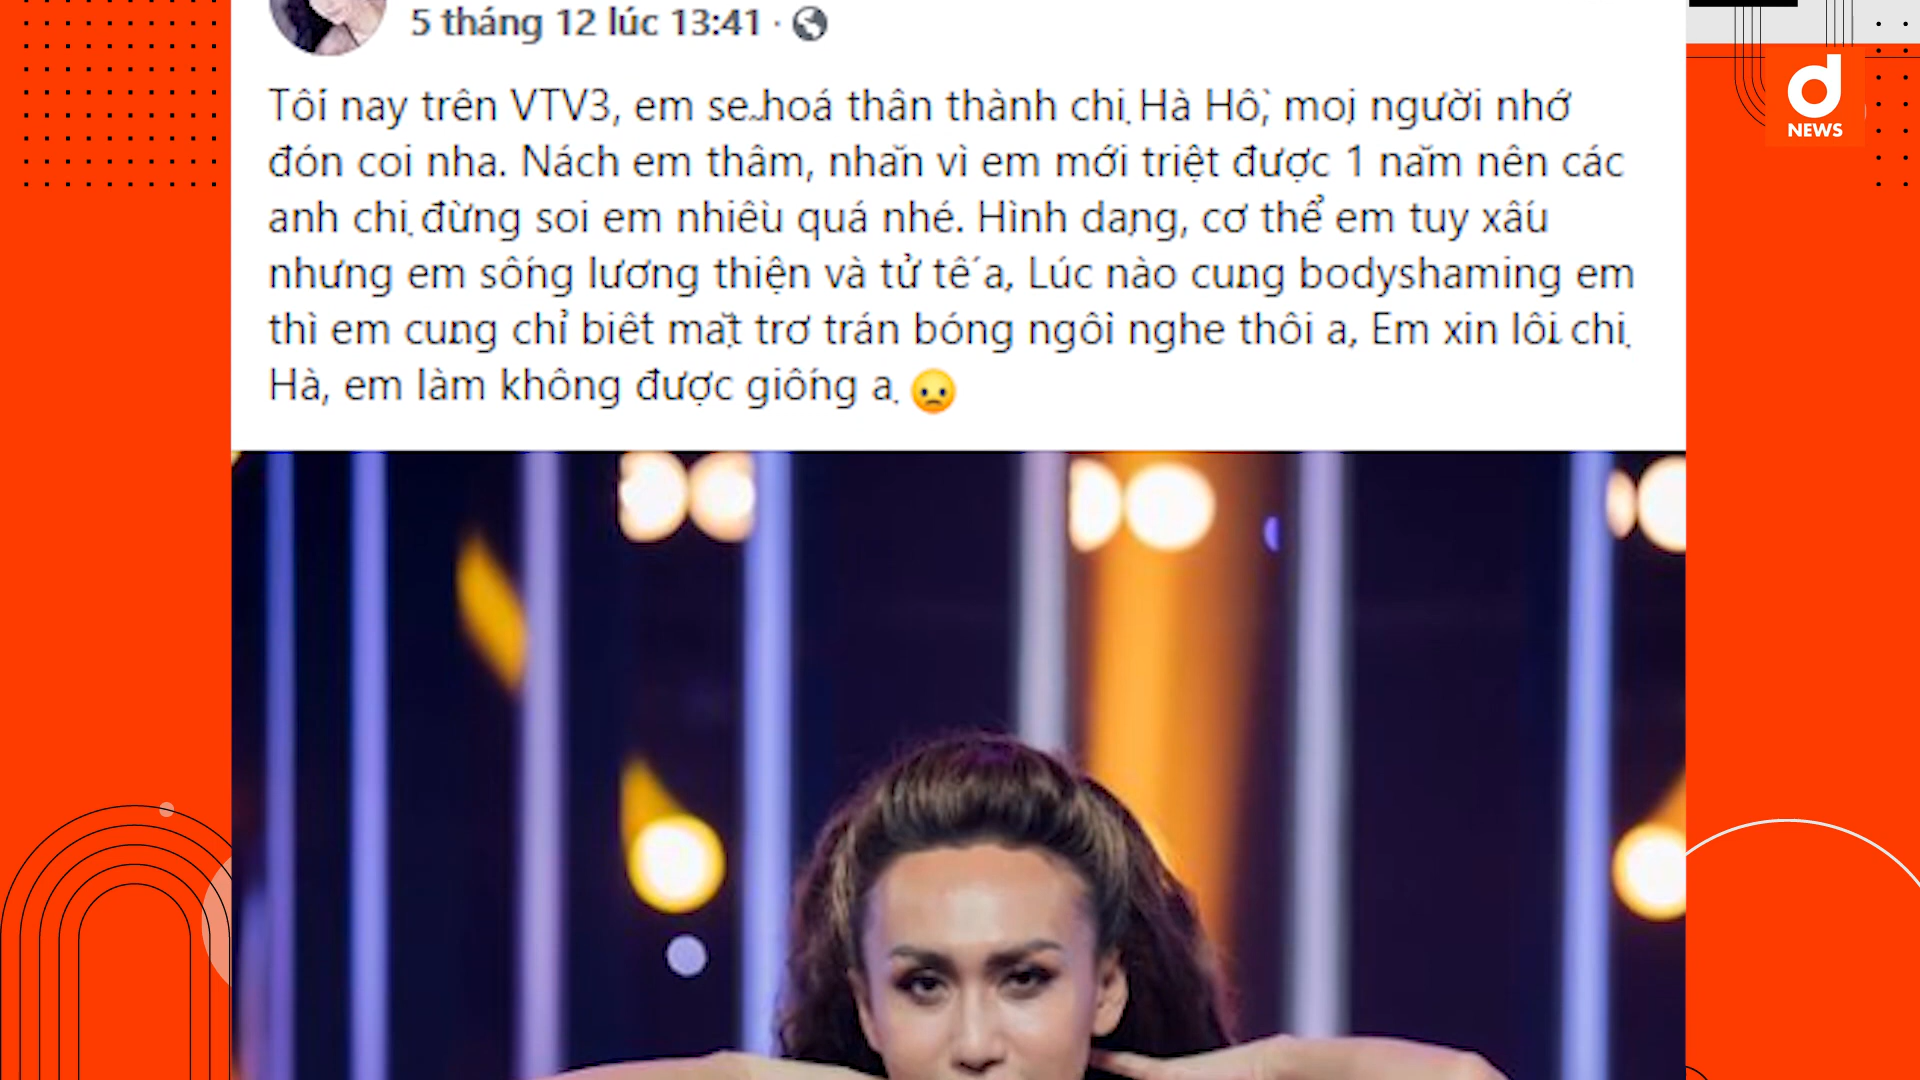 5 tháng 12 lúc 13:41 ·
Tối nay trên VTV3, em sẽ hoá thân thành chị Hà Hồ, mọi người nhớ
đón coi nha. Nách em thâm, nhăn vì em mới triệt được 1 năm nên các
anh chị đừng soi em nhiều quá nhé. Hình dạng, cơ thể em tuy xấu
nhưng em sống lương thiện và tử tế ạ, Lúc nào cũng bodyshaming em
thì em cũng chỉ biết mặt trơ trán bóng ngồi nghe thôi ạ, Em xin lỗi chị
Hà, em làm không được giống ạ.
d
NEWS